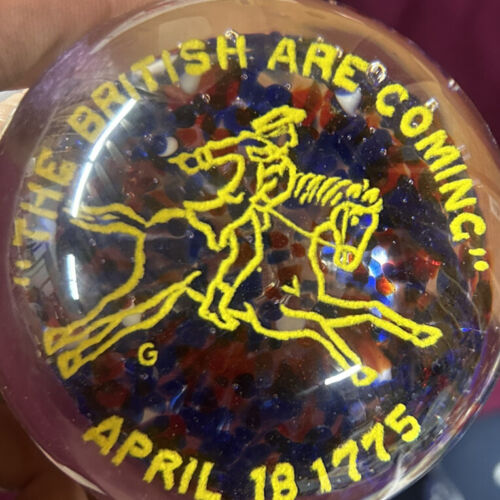 "THE BRITISH ARE COMING"
G
APRIL 18 1775